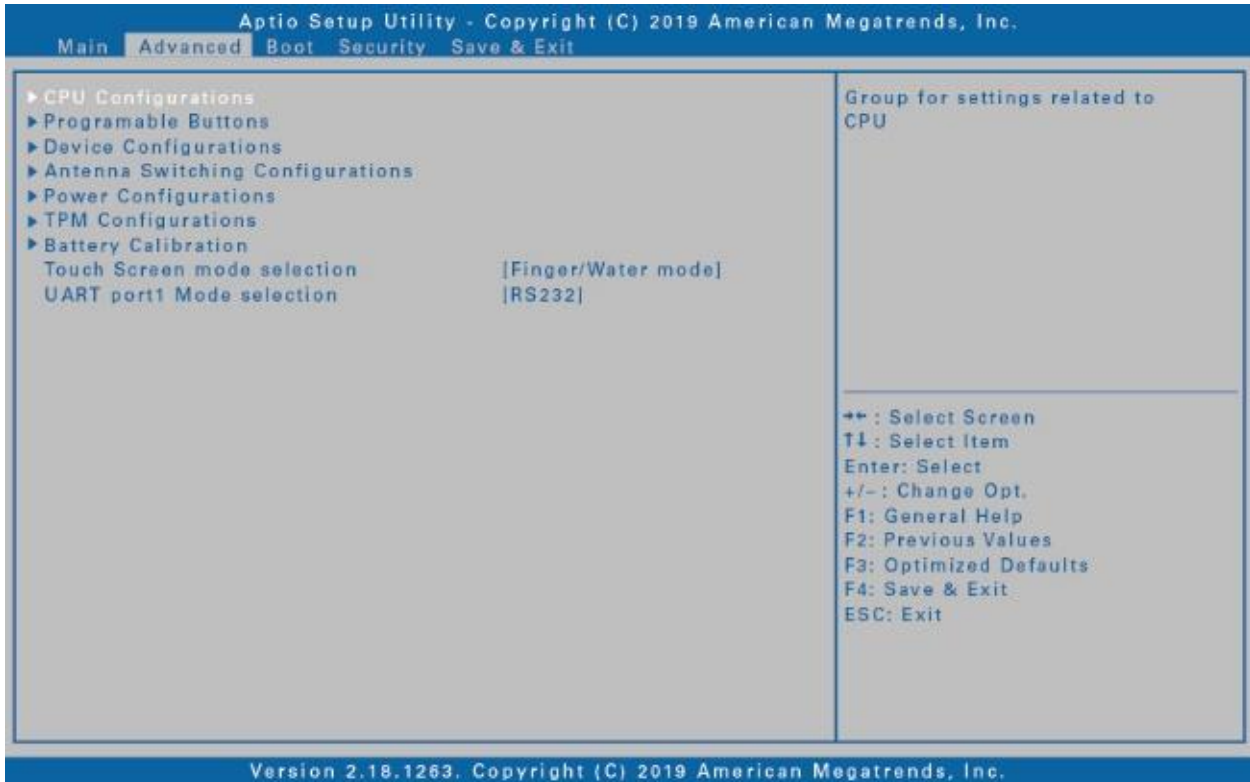 Aptio Setup Utility - Copyright (C) 2019 American Megatrends, Inc.
Main Advanced Boot Security Save & Exit
▶ CPU Configurations
▶ Programable Buttons
▶ Device Configurations
▶ Antenna Switching Configurations
▶ Power Configurations
▶ TPM Configurations
▶ Battery Calibration
Touch Screen mode selection [Finger/Water mode]
UART port1 Mode selection [RS232]
Group for settings related to
CPU
→← : Select Screen
↑↓ : Select Item
Enter: Select
+/- : Change Opt.
F1: General Help
F2: Previous Values
F3: Optimized Defaults
F4: Save & Exit
ESC: Exit
Version 2.18.1263. Copyright (C) 2019 American Megatrends, Inc.